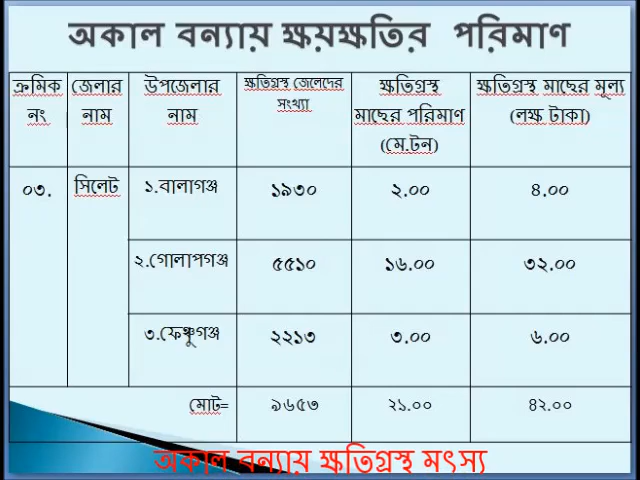 অকাল বন্যায় ক্ষয়ক্ষতির পরিমাণ
ক্রমিক নং জেলার নাম উপজেলার নাম ক্ষতিগ্রস্থ জেলেদের সংখ্যা ক্ষতিগ্রস্থ মাছের পরিমাণ (মে.টন) ক্ষতিগ্রস্থ মাছের মূল্য (লক্ষ টাকা)
০৩. সিলেট ১.বালাগঞ্জ ১৯৩০ ২.০০ ৪.০০
২.গোলাপগঞ্জ ৫৫১০ ১৬.০০ ৩২.০০
৩.ফেঞ্চুগঞ্জ ২২১৩ ৩.০০ ৬.০০
মোট= ৯৬৫৩ ২১.০০ ৪২.০০
অকাল বন্যায় ক্ষতিগ্রস্থ মৎস্য